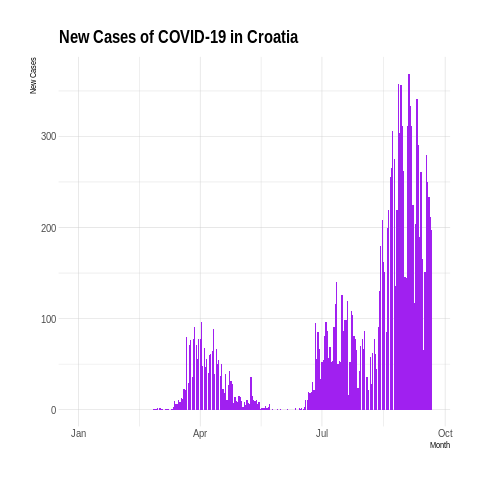 New Cases of COVID-19 in Croatia
New Cases
300
200
100
0
Jan Apr Jul Oct
Month